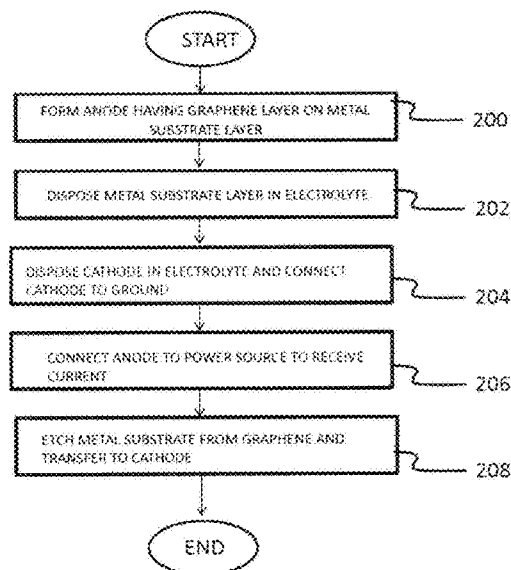 START
FORM ANODE HAVING GRAPHENE LAYER ON METAL
SUBSTRATE LAYER
200
DISPOSE METAL SUBSTRATE LAYER IN ELECTROLYTE
202
DISPOSE CATHODE IN ELECTROLYTE AND CONNECT
CATHODE TO GROUND
204
CONNECT ANODE TO POWER SOURCE TO RECEIVE
CURRENT
206
ETCH METAL SUBSTRATE FROM GRAPHENE AND
TRANSFER TO CATHODE
208
END